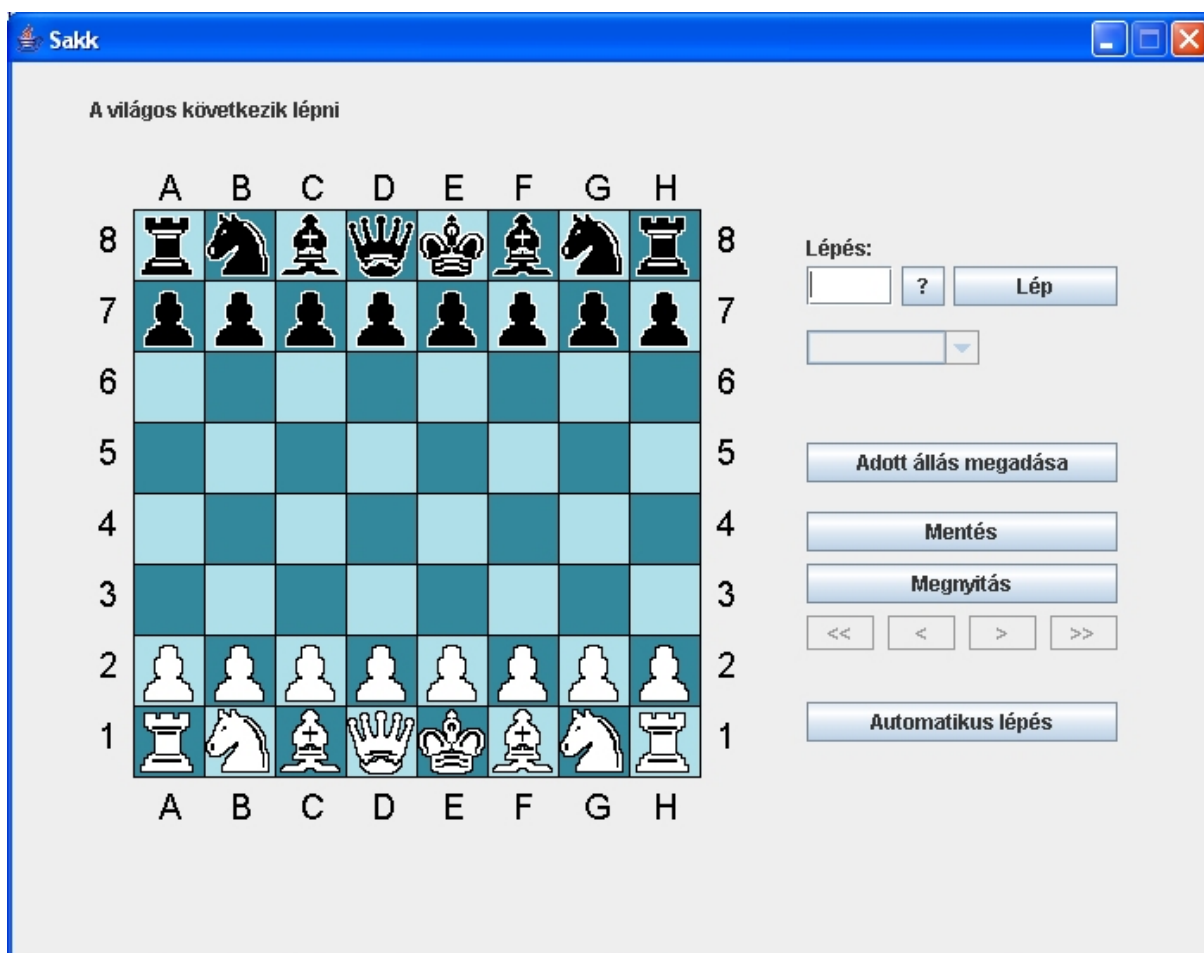 Sakk
A világos következik lépni
A B C D E F G H
8 8
7 7
6 6
5 5
4 4
3 3
2 2
1 1
A B C D E F G H
Lépés:
? Lép
Adott állás megadása
Mentés
Megnyitás
<< < > >>
Automatikus lépés